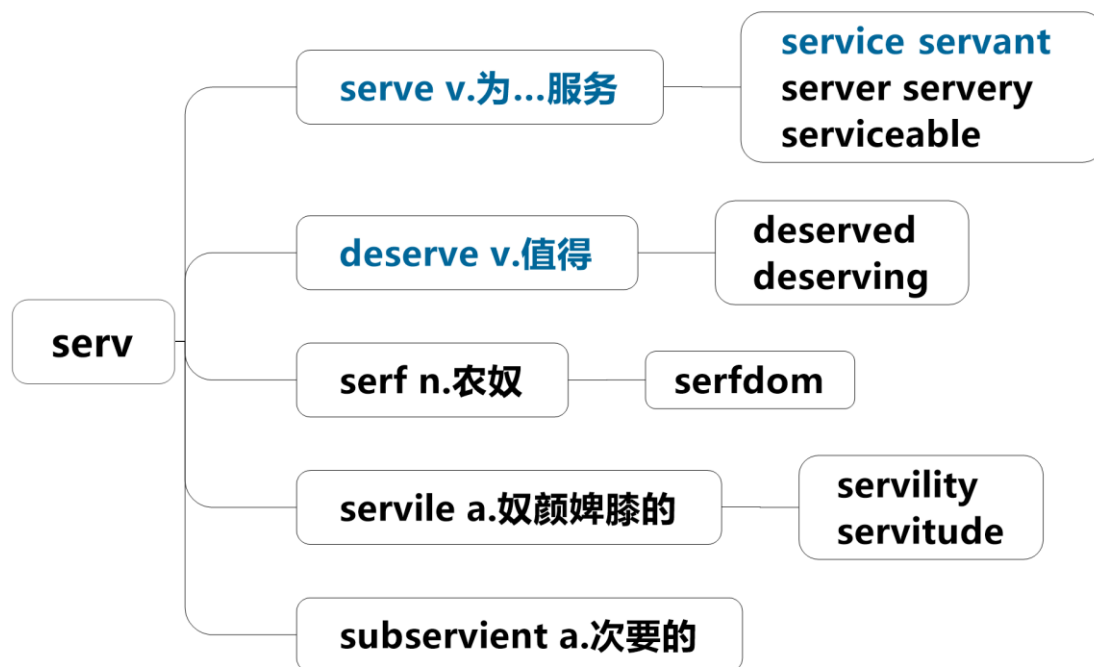 serv
serve v.为…服务
service servant
server servery
serviceable
deserve v.值得
deserved
deserving
serf n.农奴
serfdom
servile a.奴颜婢膝的
servility
servitude
subservient a.次要的